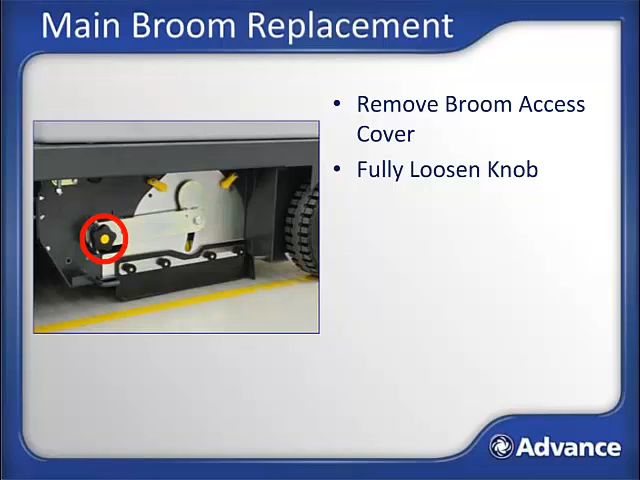 Main Broom Replacement
• Remove Broom Access
Cover
• Fully Loosen Knob
Advance